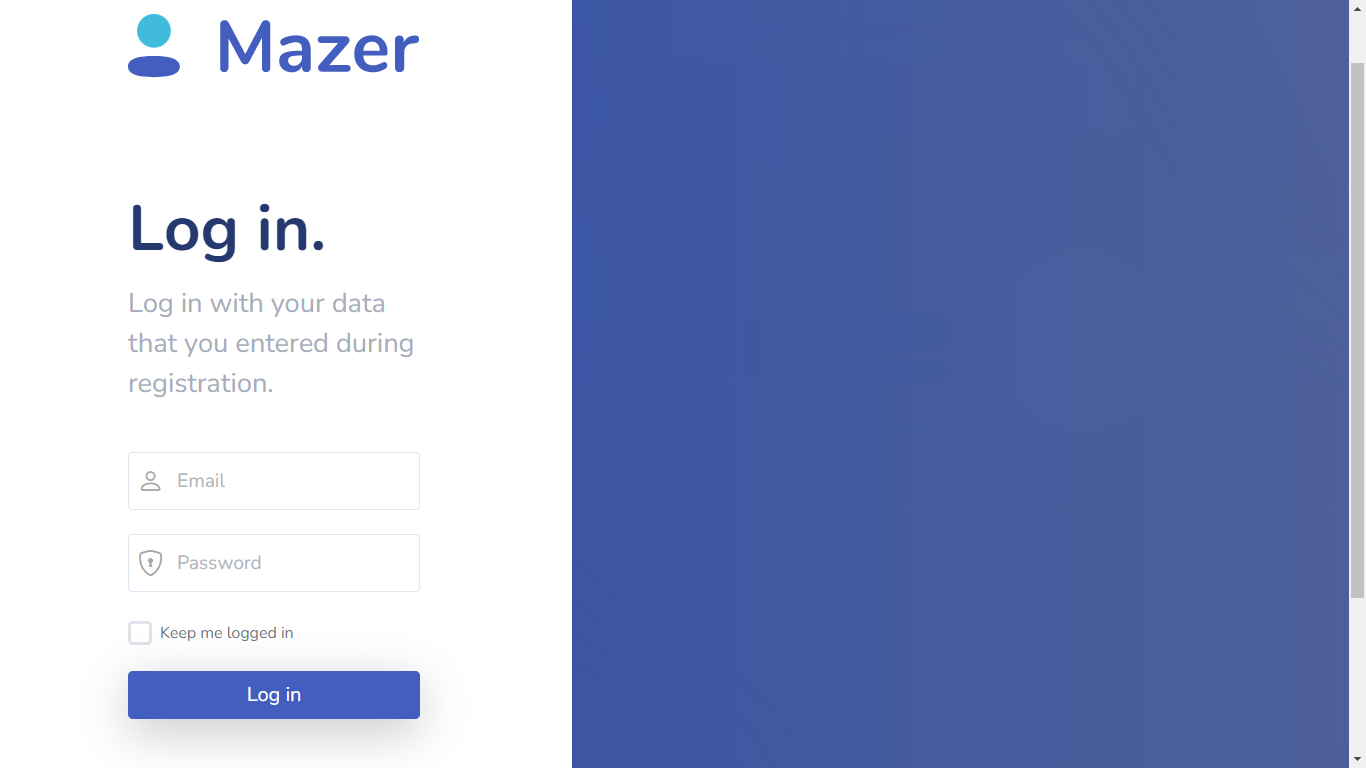 Mazer
Log in.
Log in with your data
that you entered during
registration.
Email
Password
Keep me logged in
Log in